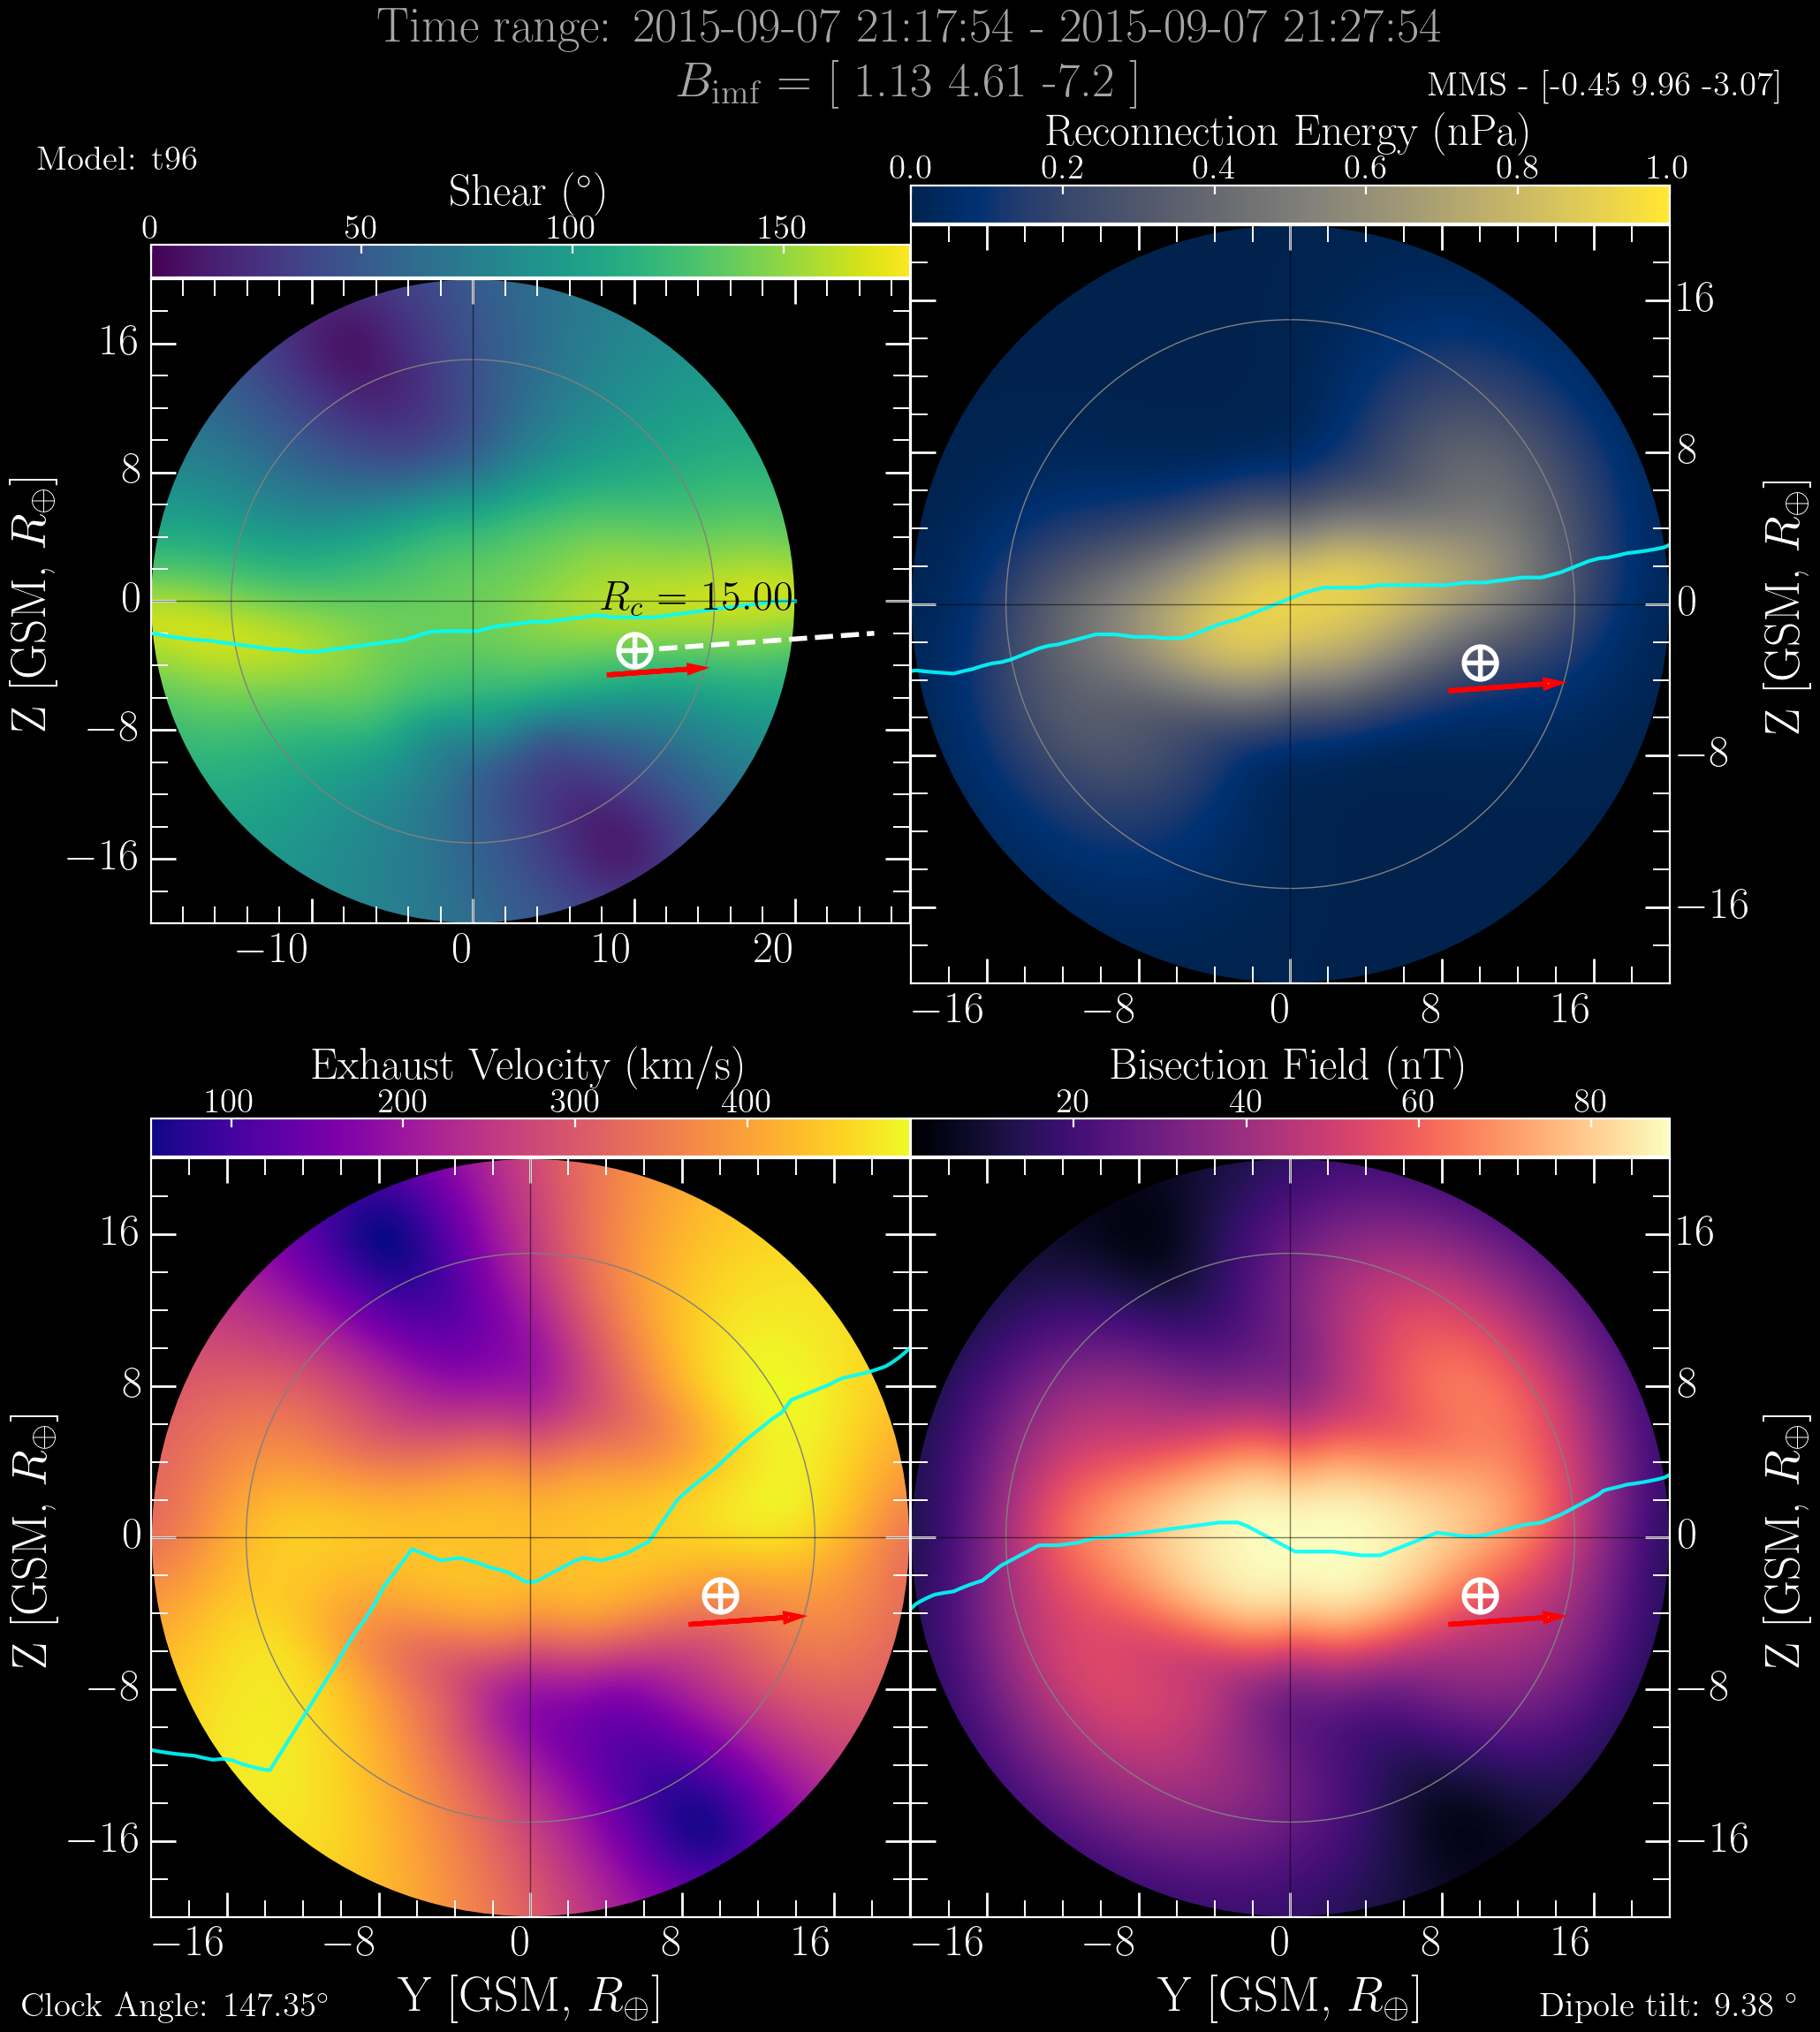 Time range: 2015-09-07 21:17:54 - 2015-09-07 21:27:54
B_imf = [ 1.13 4.61 -7.2 ]
MMS - [-0.45 9.96 -3.07]
Model: t96
Shear (°)
0 50 100 150
Reconnection Energy (nPa)
0.0 0.2 0.4 0.6 0.8 1.0
Z [GSM, R⊕]
16
8
0
−8
−16
R_c = 15.00
−10 0 10 20
16
8
0
−8
−16
Z [GSM, R⊕]
−16 −8 0 8 16
Exhaust Velocity (km/s)
100 200 300 400
Bisection Field (nT)
20 40 60 80
Z [GSM, R⊕]
16
8
0
−8
−16
−16 −8 0 8 16
Y [GSM, R⊕]
16
8
0
−8
−16
Z [GSM, R⊕]
−16 −8 0 8 16
Y [GSM, R⊕]
Clock Angle: 147.35°
Dipole tilt: 9.38 °